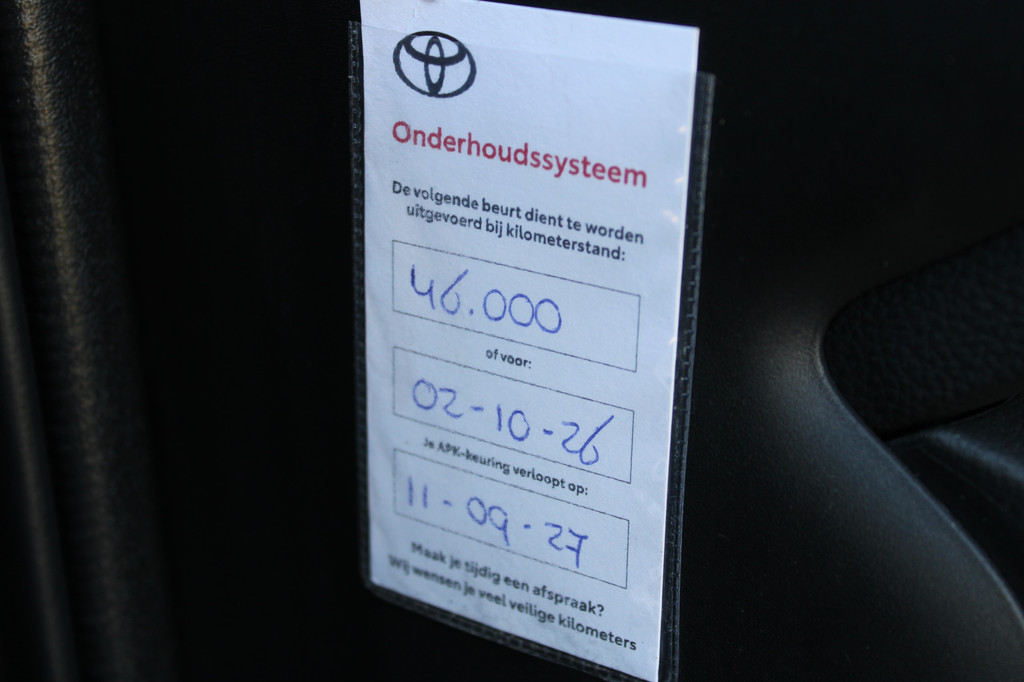 Onderhoudssysteem
De volgende beurt dient te worden
uitgevoerd bij kilometerstand:
46.000
of voor:
02-10-26
Je APK-keuring verloopt op:
11-09-27
Maak je tijdig een afspraak?
Wij wensen je veel veilige kilometers